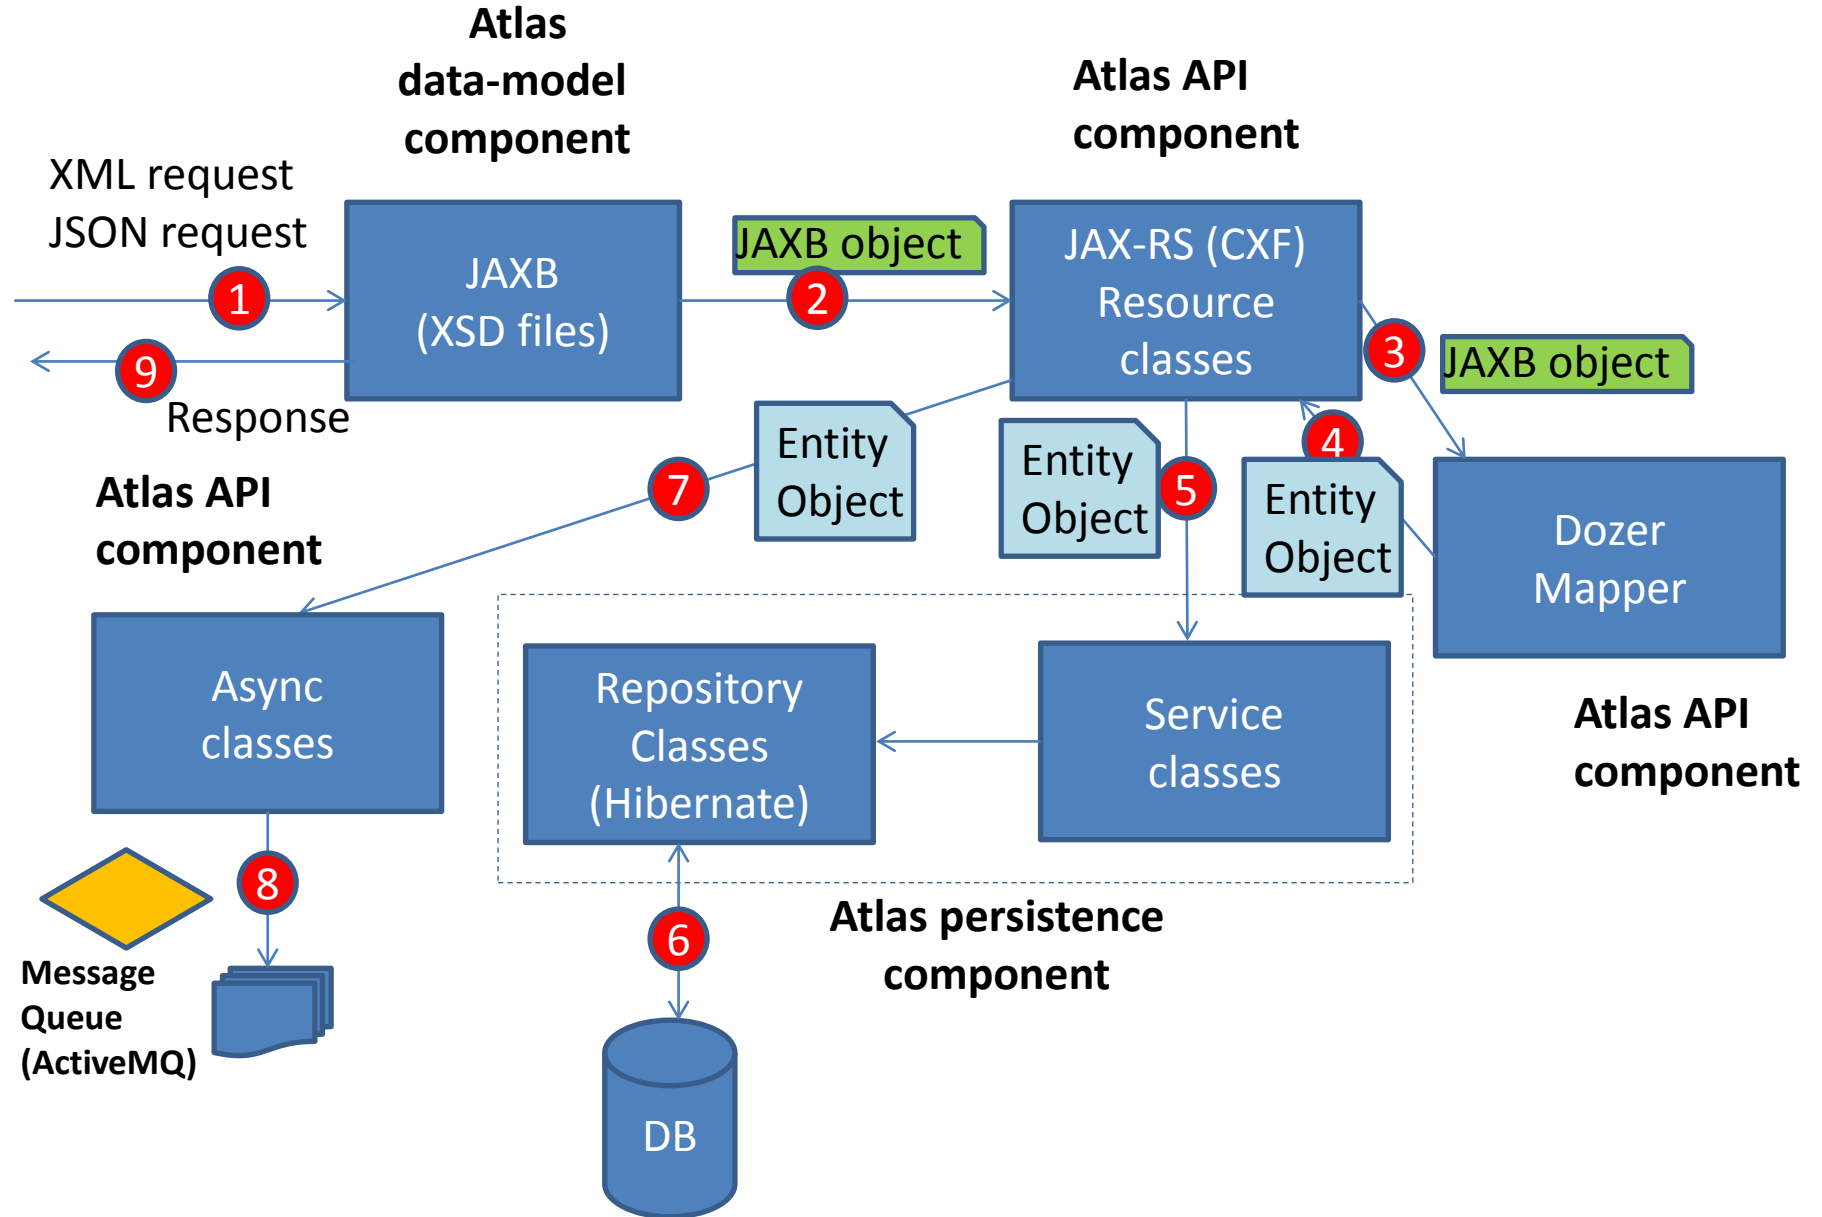 Atlas
data-model
component
Atlas API
component
XML request
JSON request
JAXB
(XSD files)
JAXB object
JAX-RS (CXF)
Resource
classes
1
2
3
JAXB object
9
Response
Entity
Object
Entity
Object
4
Entity
Object
7
5
Atlas API
component
Dozer
Mapper
Async
classes
Repository
Classes
(Hibernate)
Service
classes
Atlas API
component
8
6
Atlas persistence
component
Message
Queue
(ActiveMQ)
DB